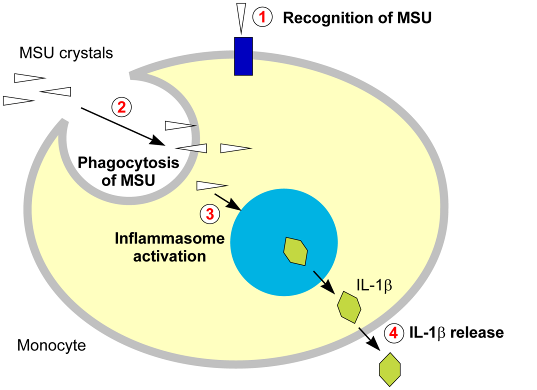 1 Recognition of MSU
MSU crystals
2
Phagocytosis
of MSU
3
Inflammasome
activation
IL-1β
4 IL-1β release
Monocyte